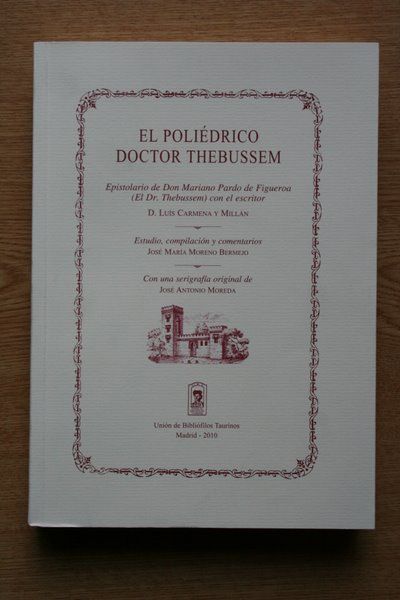 EL POLIÉDRICO
DOCTOR THEBUSSEM
Epistolario de Don Mariano Pardo de Figueroa
(El Dr. Thebussem) con el escritor
D. LUÍS CARMENA Y MILLÁN
Estudio, compilación y comentarios
JOSÉ MARÍA MORENO BERMEJO
Con una serigrafía original de
JOSÉ ANTONIO MOREDA
Unión de Bibliófilos Taurinos
Madrid - 2010